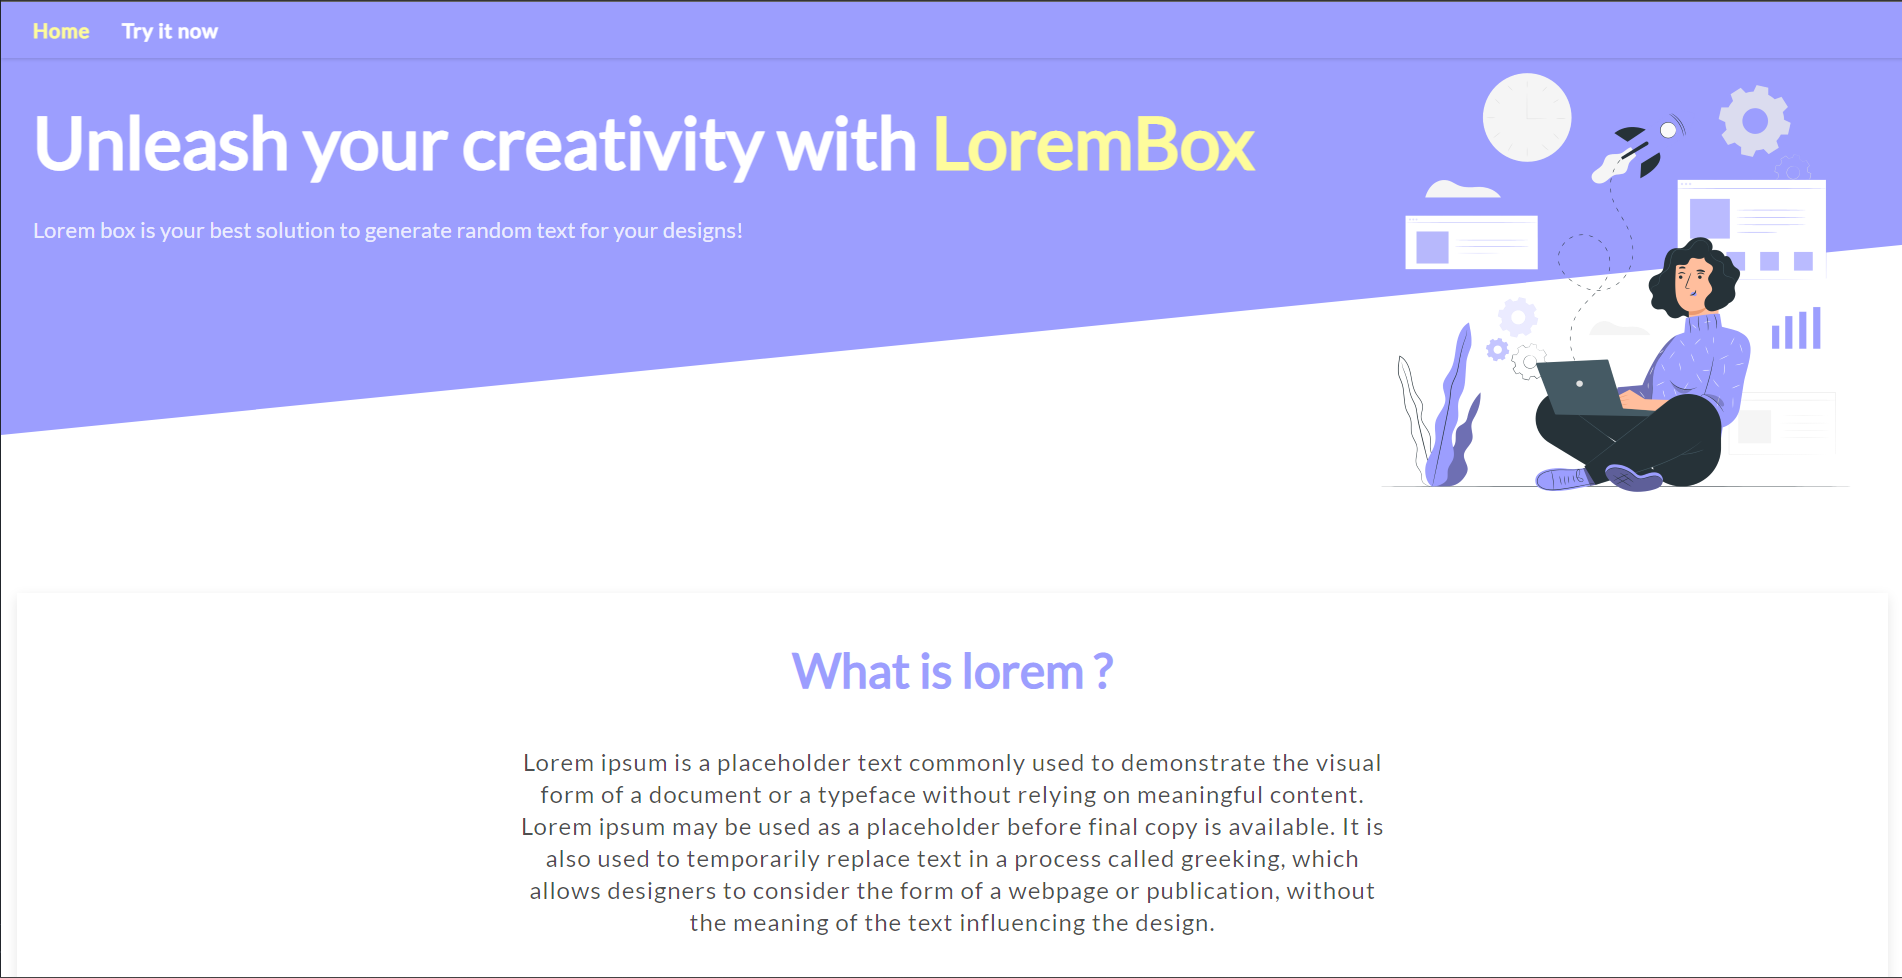 Home Try it now
Unleash your creativity with LoremBox
Lorem box is your best solution to generate random text for your designs!
What is lorem ?
Lorem ipsum is a placeholder text commonly used to demonstrate the visual
form of a document or a typeface without relying on meaningful content.
Lorem ipsum may be used as a placeholder before final copy is available. It is
also used to temporarily replace text in a process called greeking, which
allows designers to consider the form of a webpage or publication, without
the meaning of the text influencing the design.